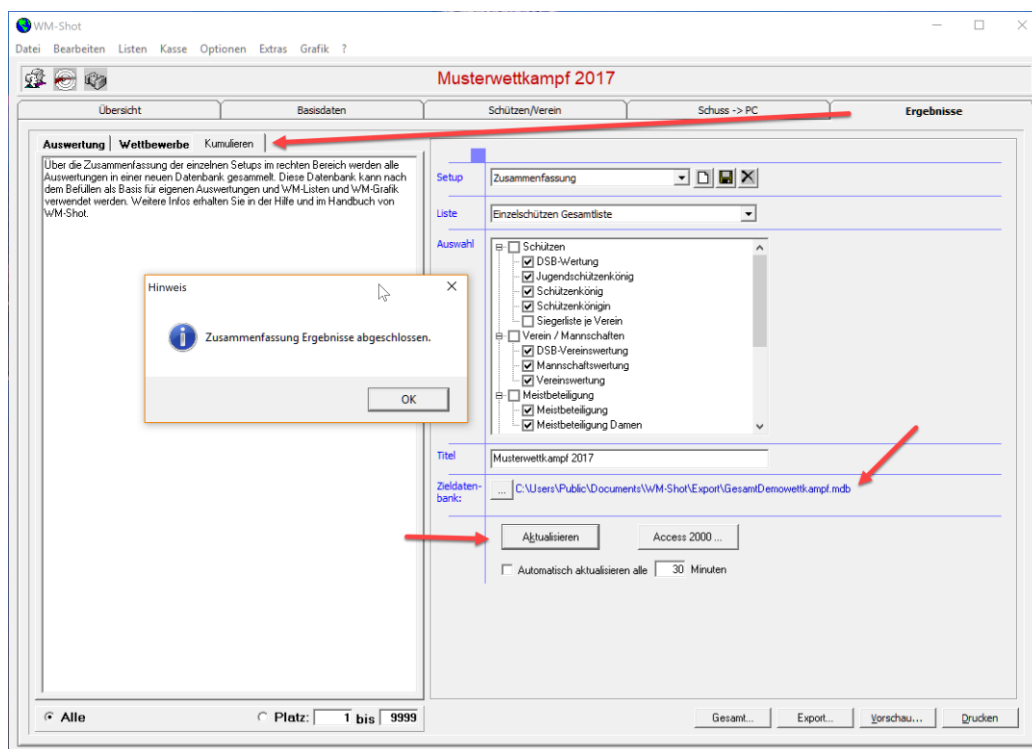 WM-Shot
Datei Bearbeiten Listen Kasse Optionen Extras Grafik ?
Musterwettkampf 2017
Übersicht Basisdaten Schützen/Verein Schuss -> PC Ergebnisse
Auswertung Wettbewerbe Kumulieren
Über die Zusammenfassung der einzelnen Setups im rechten Bereich werden alle
Auswertungen in einer neuen Datenbank gesammelt. Diese Datenbank kann nach
dem Befüllen als Basis für eigenen Auswertungen und WM-Listen und WM-Grafik
verwendet werden. Weitere Infos erhalten Sie in der Hilfe und im Handbuch von
WM-Shot.
Setup Zusammenfassung
Liste Einzelschützen Gesamtliste
Auswahl Schützen
DSB-Wertung
Jugendschützenkönig
Schützenkönig
Schützenkönigin
Siegerliste je Verein
Verein / Mannschaften
DSB-Vereinswertung
Mannschaftswertung
Vereinswertung
Meistbeteiligung
Meistbeteiligung
Meistbeteiligung Damen
Hinweis
Zusammenfassung Ergebnisse abgeschlossen.
OK
Titel Musterwettkampf 2017
Zieldaten-
bank: ... C:\Users\Public\Documents\WM-Shot\Export\GesamtDemowettkampf.mdb
Aktualisieren Access 2000 ...
Automatisch aktualisieren alle 30 Minuten
Alle Platz: 1 bis 9999
Gesamt... Export... Vorschau... Drucken